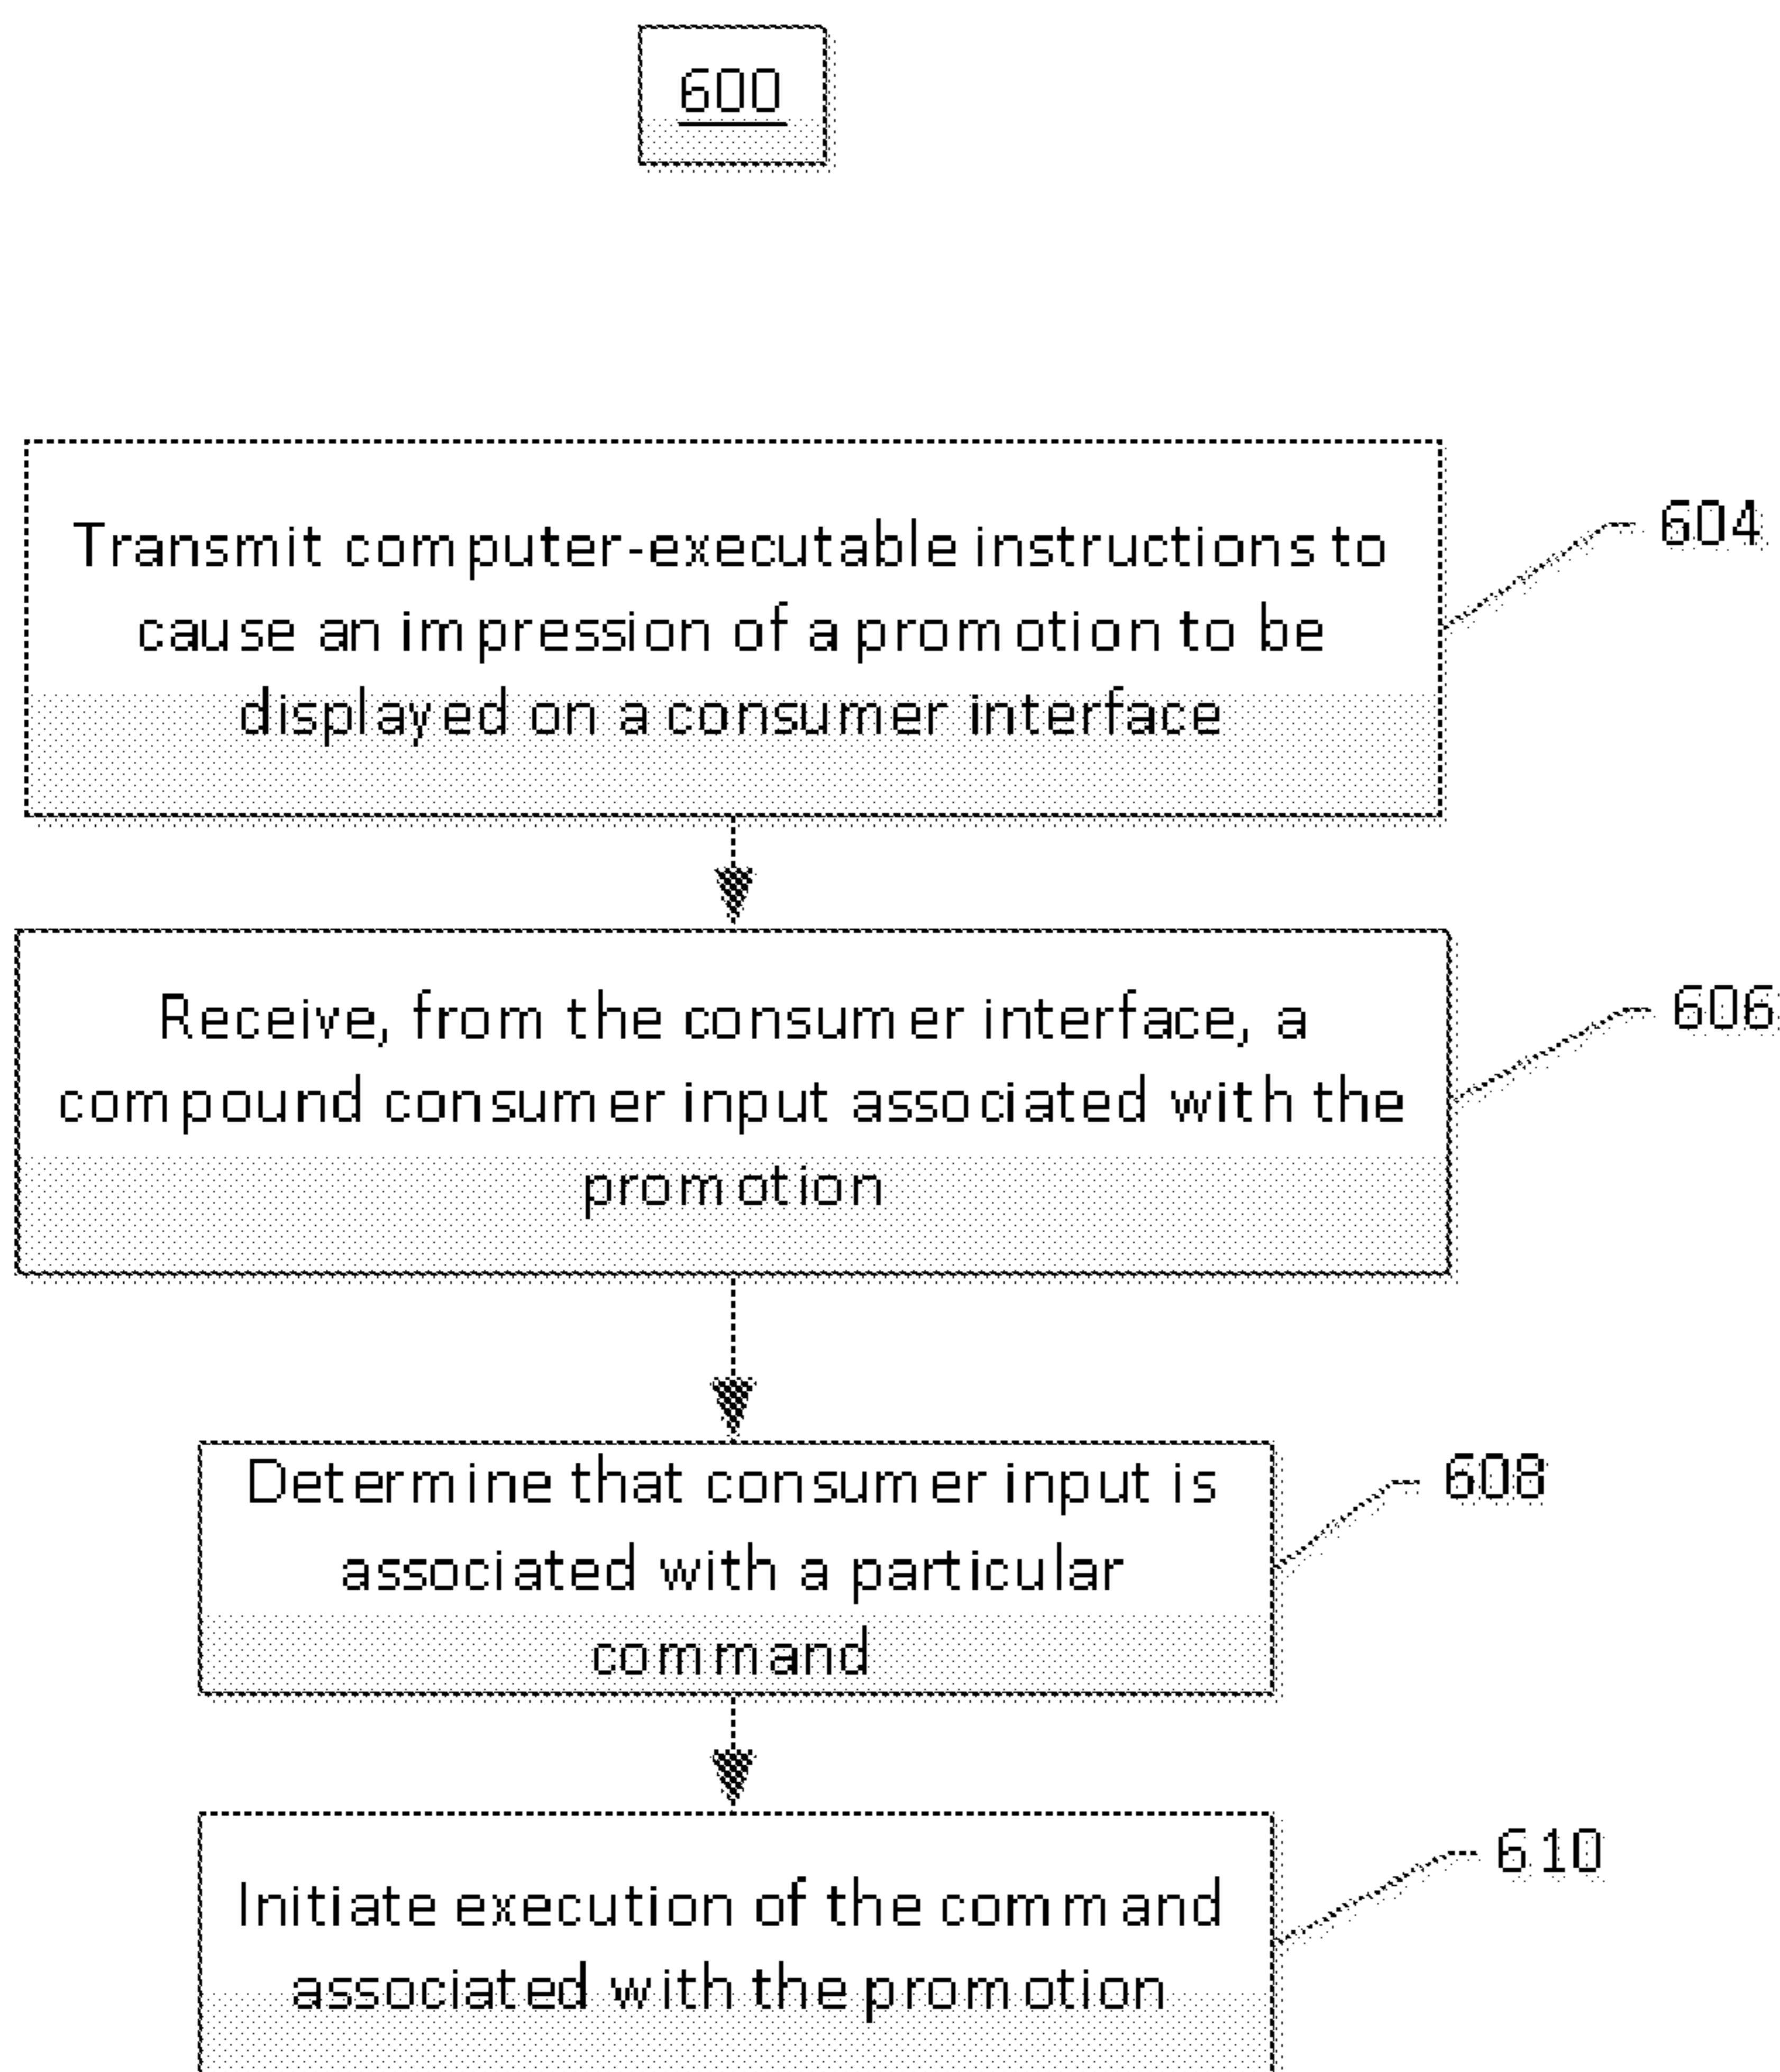 600
Transmit computer-executable instructions to
cause an impression of a promotion to be
displayed on a consumer interface
604
Receive, from the consumer interface, a
compound consumer input associated with the
promotion
606
Determine that consumer input is
associated with a particular
command
608
Initiate execution of the command
associated with the promotion
610